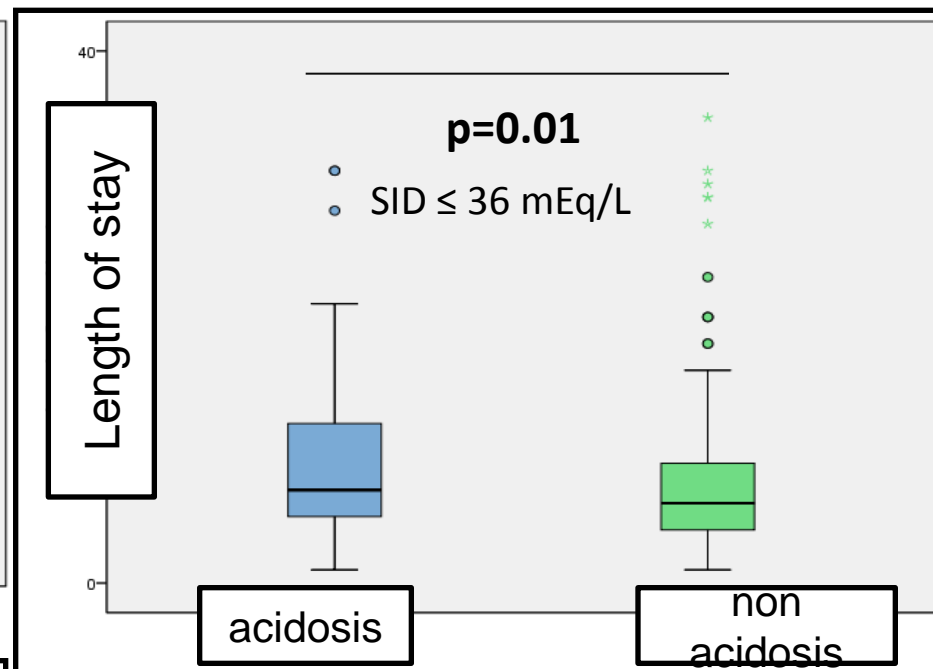 40
Length of stay
p=0.01
SID ≤ 36 mEq/L
0
acidosis
non
acidosis